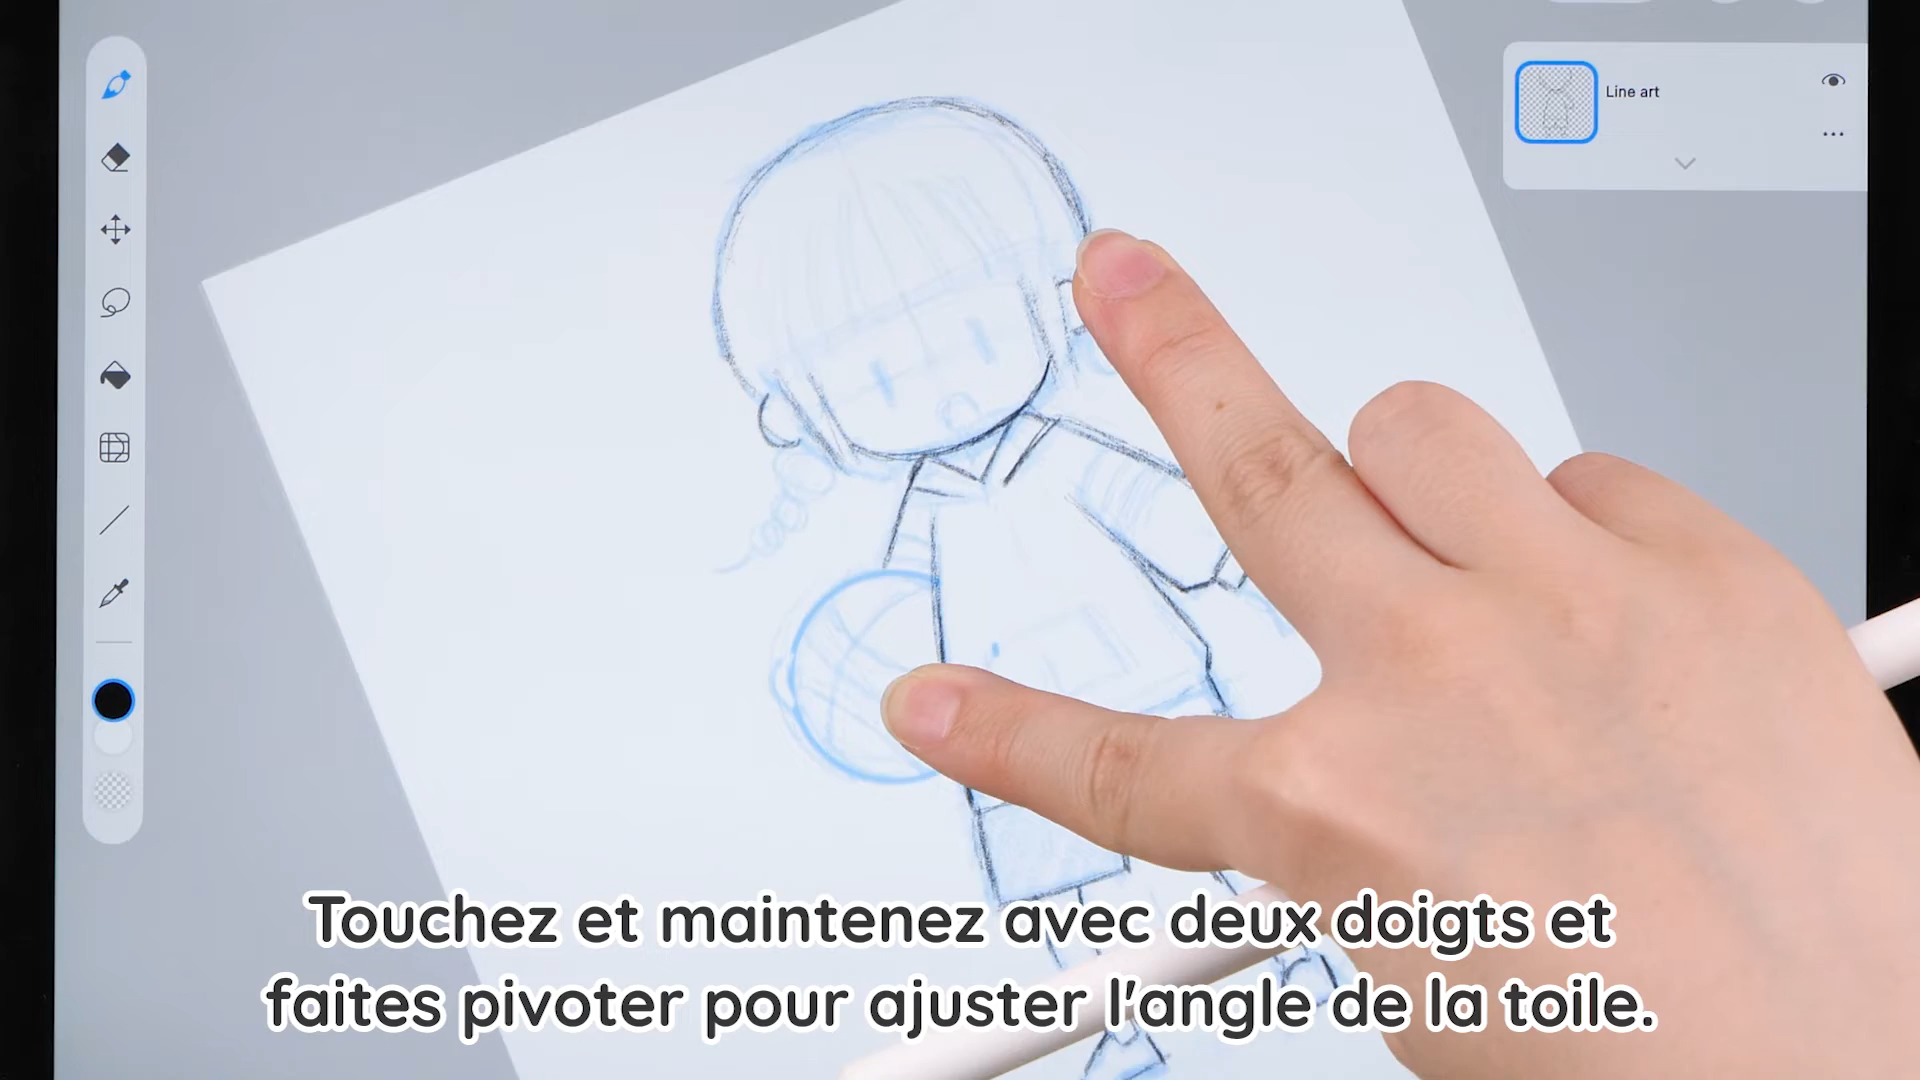 Line art
Touchez et maintenez avec deux doigts et
faites pivoter pour ajuster l'angle de la toile.